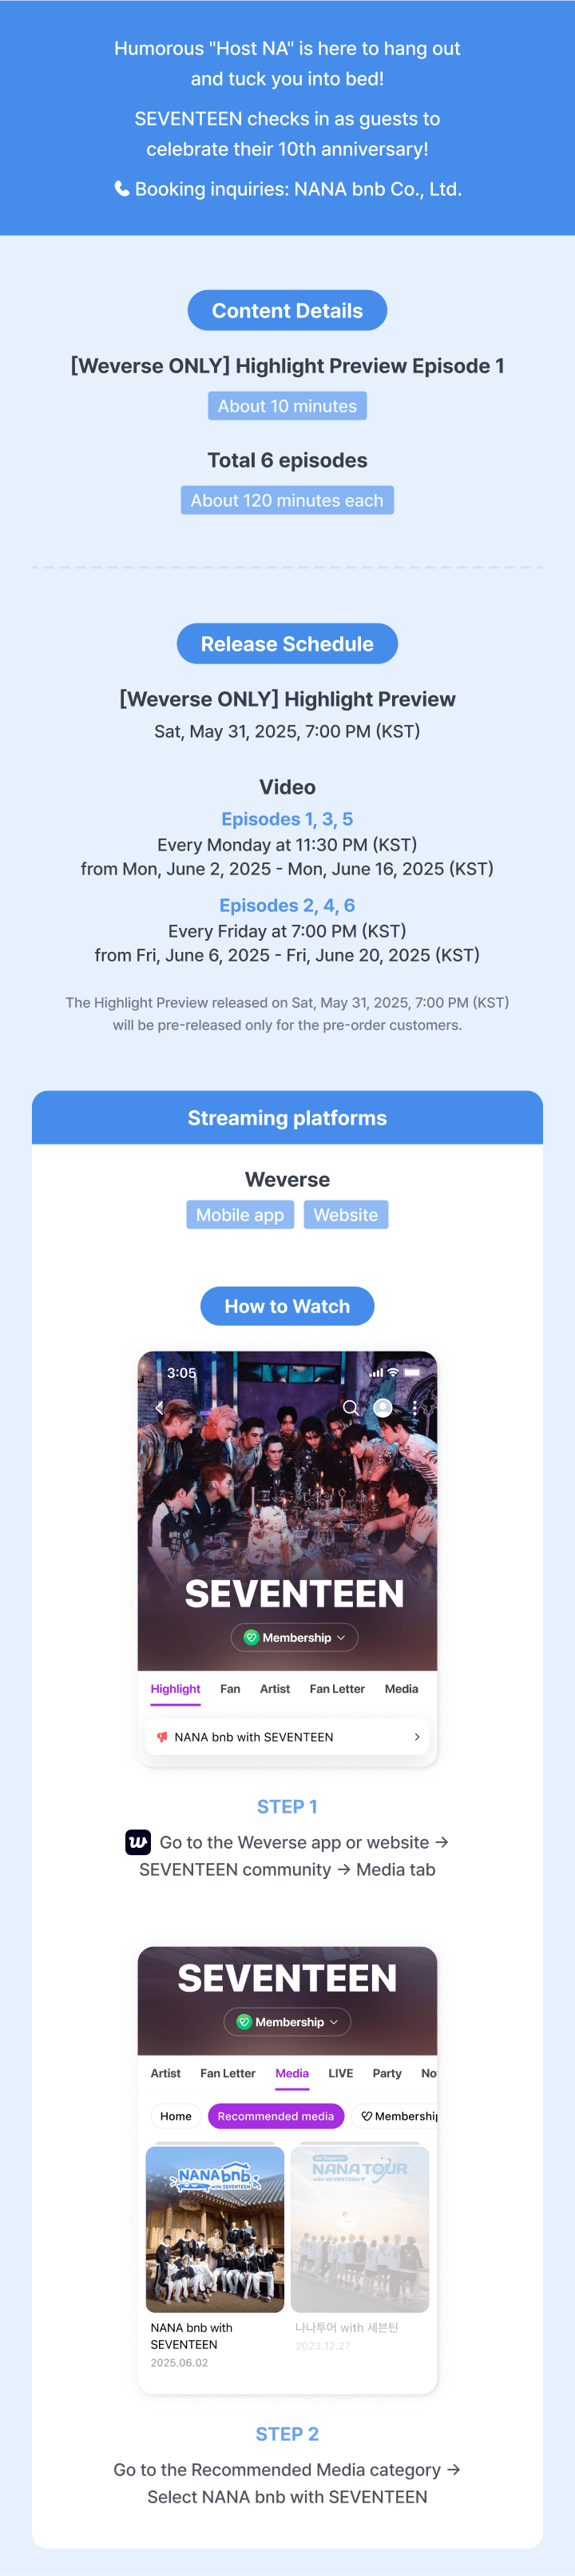 Humorous "Host NA" is here to hang out
and tuck you into bed!
SEVENTEEN checks in as guests to
celebrate their 10th anniversary!
Booking inquiries: NANA bnb Co., Ltd.
Content Details
[Weverse ONLY] Highlight Preview Episode 1
About 10 minutes
Total 6 episodes
About 120 minutes each
Release Schedule
[Weverse ONLY] Highlight Preview
Sat, May 31, 2025, 7:00 PM (KST)
Video
Episodes 1, 3, 5
Every Monday at 11:30 PM (KST)
from Mon, June 2, 2025 - Mon, June 16, 2025 (KST)
Episodes 2, 4, 6
Every Friday at 7:00 PM (KST)
from Fri, June 6, 2025 - Fri, June 20, 2025 (KST)
The Highlight Preview released on Sat, May 31, 2025, 7:00 PM (KST)
will be pre-released only for the pre-order customers.
Streaming platforms
Weverse
Mobile app Website
How to Watch
3:05
SEVENTEEN
Membership
Highlight Fan Artist Fan Letter Media
NANA bnb with SEVENTEEN
STEP 1
w Go to the Weverse app or website →
SEVENTEEN community → Media tab
SEVENTEEN
Membership
Artist Fan Letter Media LIVE Party No
Home Recommended media Membership
NANA bnb with SEVENTEEN
NANA TOUR with SEVENTEEN
NANA bnb with
SEVENTEEN
2025.06.02
나나투어 with 세븐틴
2023.12.27
STEP 2
Go to the Recommended Media category →
Select NANA bnb with SEVENTEEN